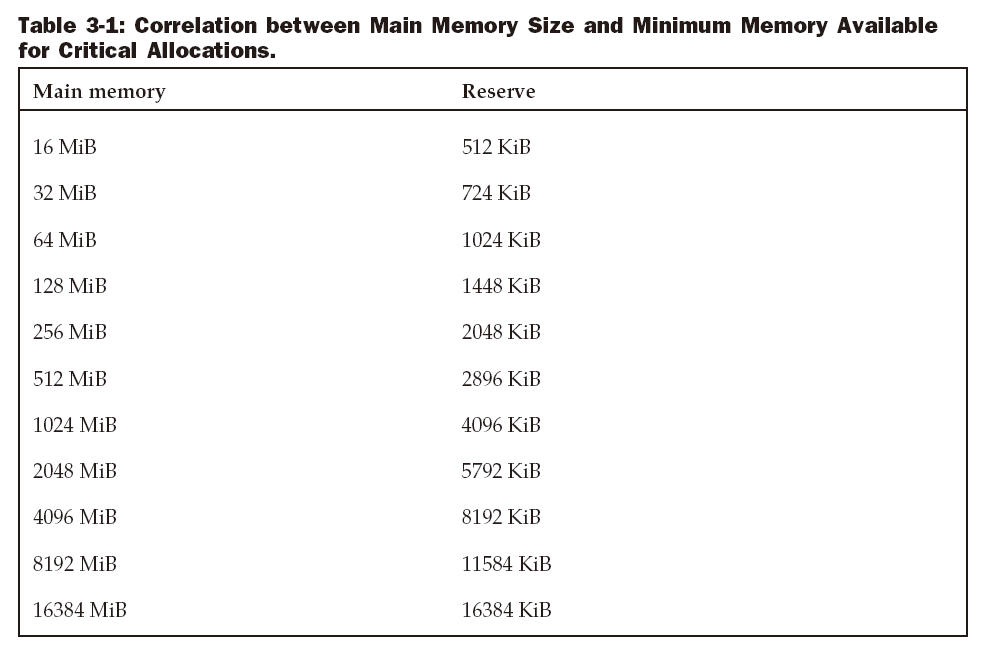 Table 3-1: Correlation between Main Memory Size and Minimum Memory Available
for Critical Allocations.
Main memory Reserve
16 MiB 512 KiB
32 MiB 724 KiB
64 MiB 1024 KiB
128 MiB 1448 KiB
256 MiB 2048 KiB
512 MiB 2896 KiB
1024 MiB 4096 KiB
2048 MiB 5792 KiB
4096 MiB 8192 KiB
8192 MiB 11584 KiB
16384 MiB 16384 KiB